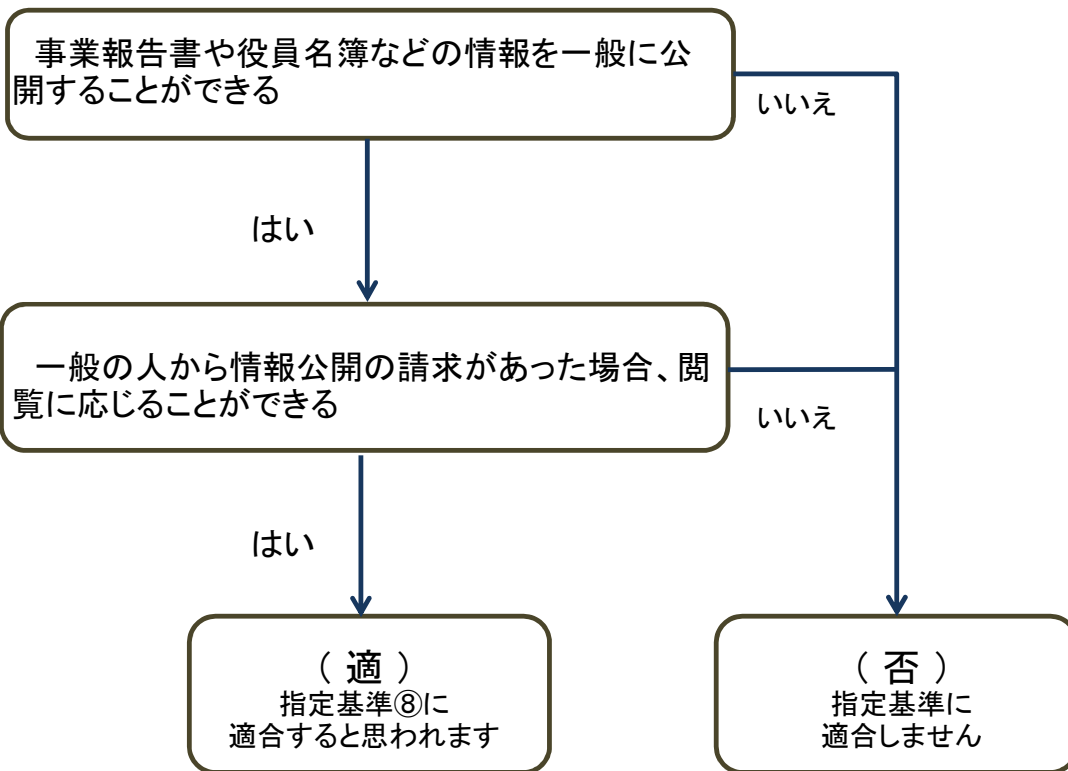 事業報告書や役員名簿などの情報を一般に公
開することができる
いいえ
はい
一般の人から情報公開の請求があった場合、閲
覧に応じることができる
いいえ
はい
（ 適 ）
指定基準⑧に
適合すると思われます
（ 否 ）
指定基準に
適合しません